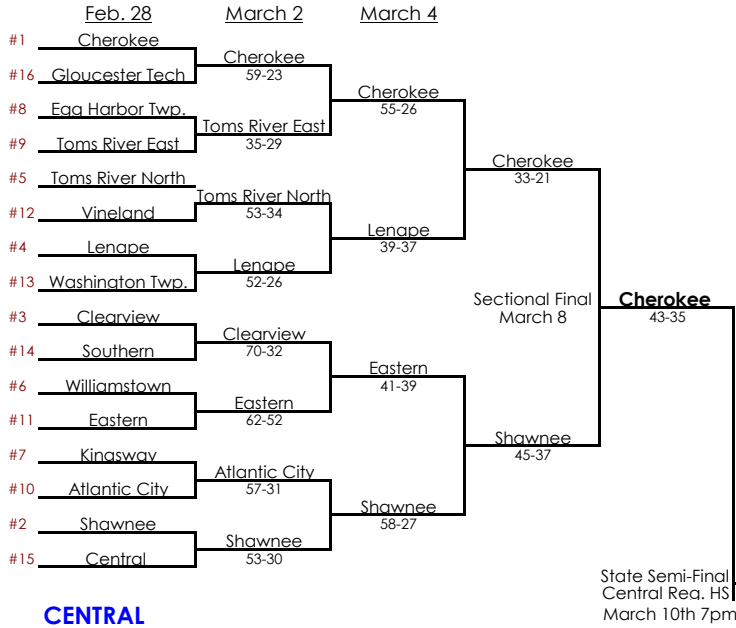 Feb. 28 March 2 March 4
#1 Cherokee
Cherokee
59-23
#16 Gloucester Tech
Cherokee
55-26
#8 Egg Harbor Twp.
Toms River East
35-29
#9 Toms River East
Cherokee
33-21
#5 Toms River North
Toms River North
53-34
#12 Vineland
Lenape
39-37
#4 Lenape
Lenape
52-26
#13 Washington Twp.
Sectional Final
March 8
Cherokee
43-35
#3 Clearview
Clearview
70-32
#14 Southern
Eastern
41-39
#6 Williamstown
Eastern
62-52
#11 Eastern
Shawnee
45-37
#7 Kingsway
Atlantic City
57-31
#10 Atlantic City
Shawnee
58-27
#2 Shawnee
Shawnee
53-30
#15 Central
State Semi-Final
Central Reg. HS
March 10th 7pm
CENTRAL